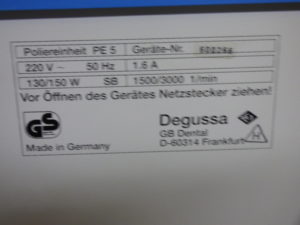 Poliereinheit PE 5 Geräte-Nr.
220 V ~ 50 Hz 1.6 A
130/150 W SB 1500/3000 1/min
Vor Öffnen des Gerätes Netzstecker ziehen!
GS
Degussa
GB Dental
Made in Germany D-60314 Frankfurt